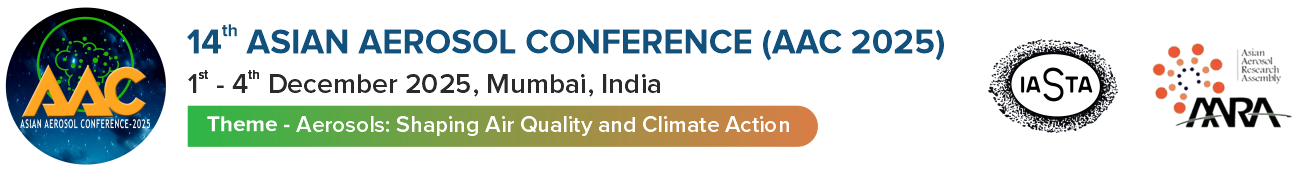 AAC
ASIAN AEROSOL CONFERENCE-2025
14th ASIAN AEROSOL CONFERENCE (AAC 2025)
1st - 4th December 2025, Mumbai, India
Theme - Aerosols: Shaping Air Quality and Climate Action
IASTA
Asian
Aerosol
Research
Assembly
AARA